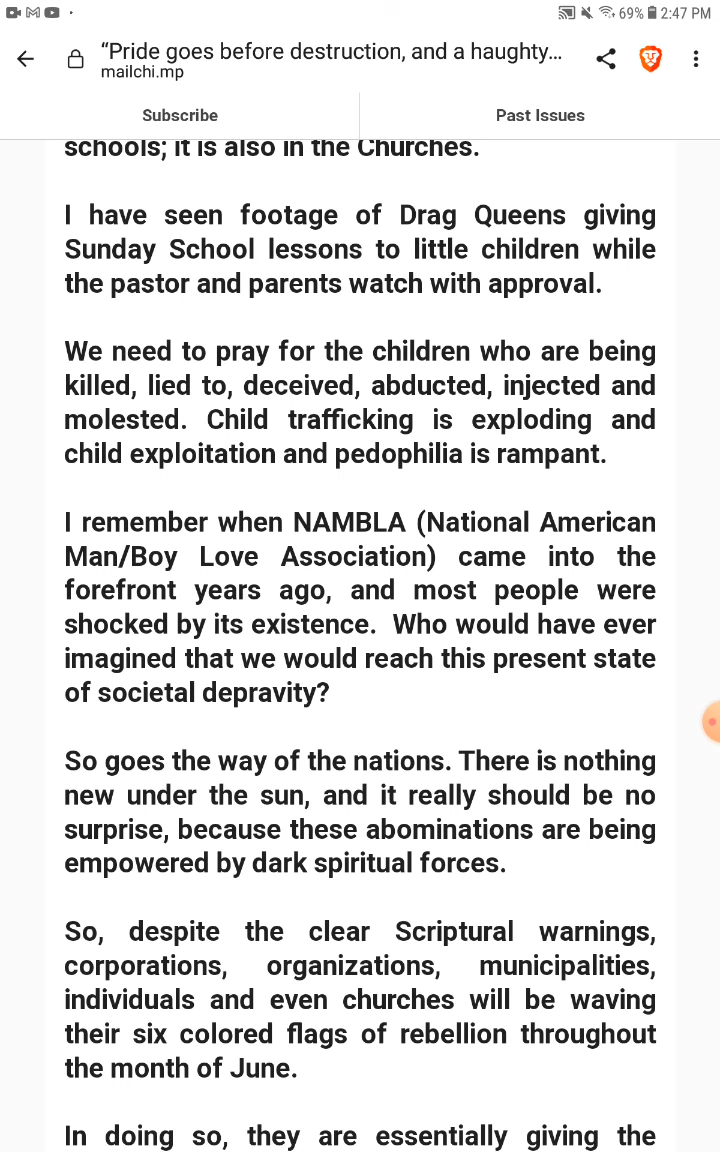 69% 2:47 PM
“Pride goes before destruction, and a haughty...
mailchi.mp
Subscribe
Past Issues
schools; it is also in the Churches.
I have seen footage of Drag Queens giving
Sunday School lessons to little children while
the pastor and parents watch with approval.
We need to pray for the children who are being
killed, lied to, deceived, abducted, injected and
molested. Child trafficking is exploding and
child exploitation and pedophilia is rampant.
I remember when NAMBLA (National American
Man/Boy Love Association) came into the
forefront years ago, and most people were
shocked by its existence. Who would have ever
imagined that we would reach this present state
of societal depravity?
So goes the way of the nations. There is nothing
new under the sun, and it really should be no
surprise, because these abominations are being
empowered by dark spiritual forces.
So, despite the clear Scriptural warnings,
corporations, organizations, municipalities,
individuals and even churches will be waving
their six colored flags of rebellion throughout
the month of June.
In doing so, they are essentially giving the